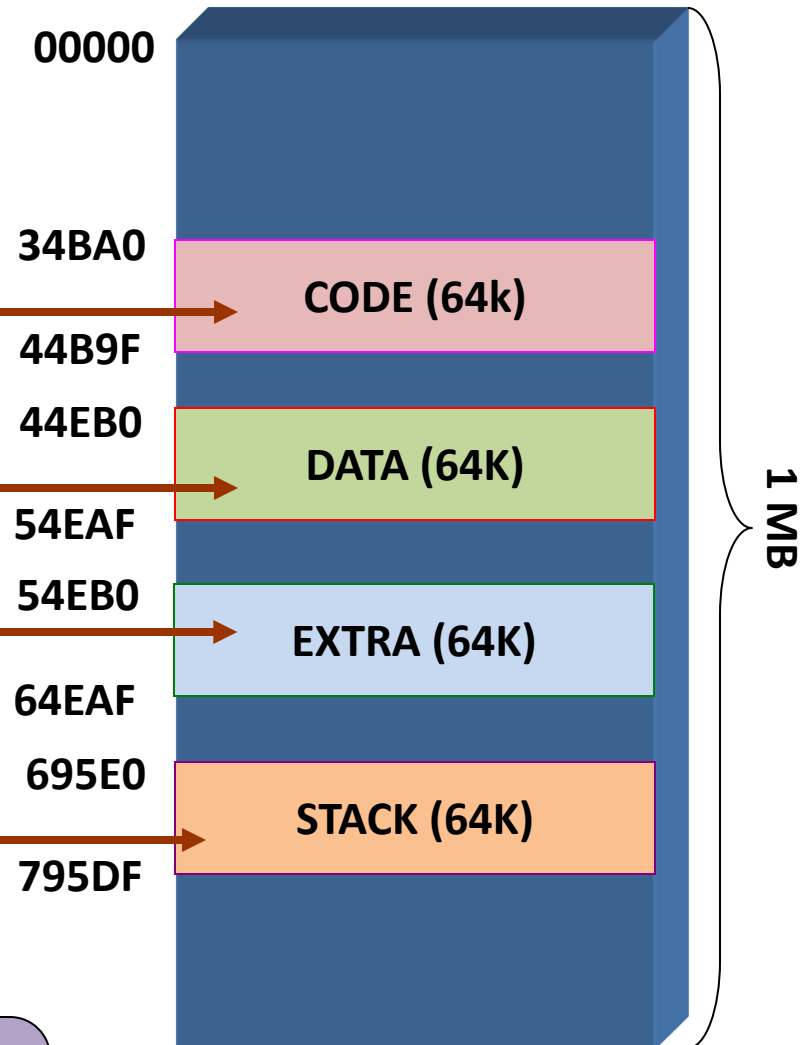 00000
34BA0
CODE (64k)
44B9F
44EB0
DATA (64K)
1 MB
54EAF
54EB0
EXTRA (64K)
64EAF
695E0
STACK (64K)
795DF